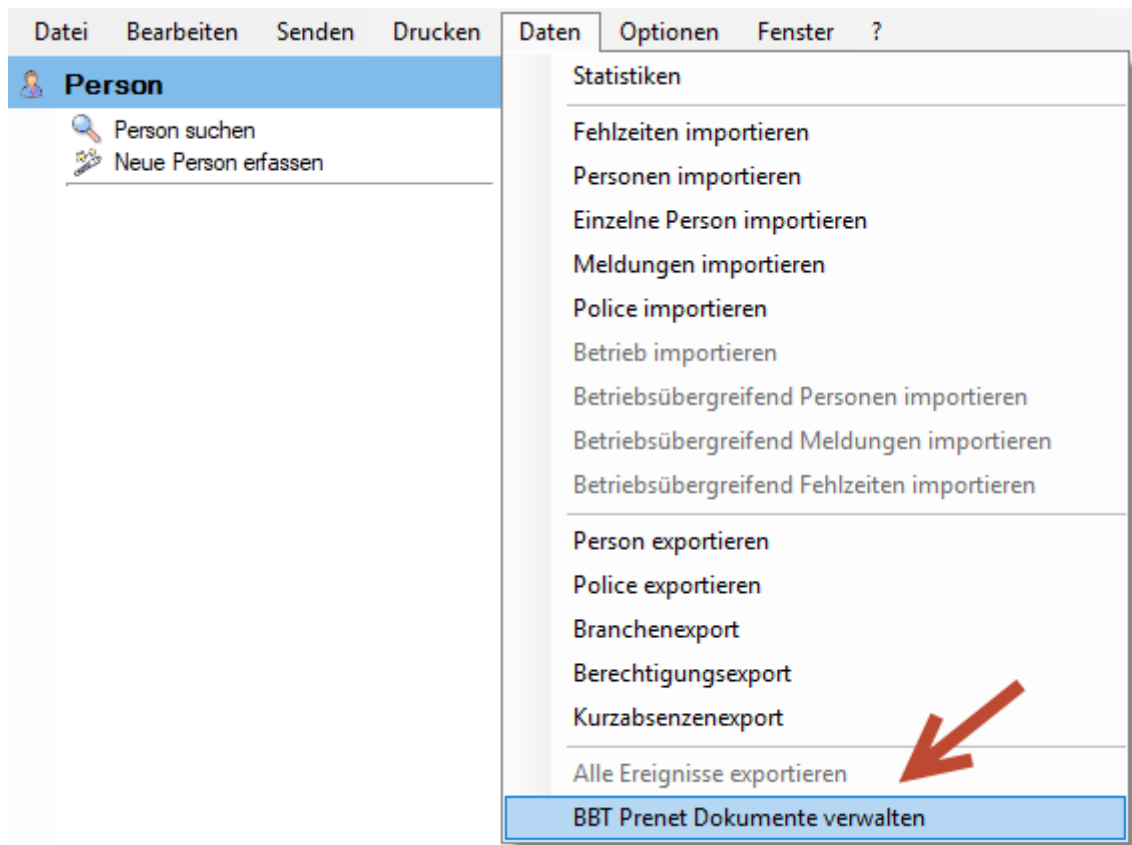 Datei Bearbeiten Senden Drucken Daten Optionen Fenster ?
Person
Person suchen
Neue Person erfassen
Statistiken
Fehlzeiten importieren
Personen importieren
Einzelne Person importieren
Meldungen importieren
Police importieren
Betrieb importieren
Betriebsübergreifend Personen importieren
Betriebsübergreifend Meldungen importieren
Betriebsübergreifend Fehlzeiten importieren
Person exportieren
Police exportieren
Branchenexport
Berechtigungsexport
Kurzabsenzenexport
Alle Ereignisse exportieren
BBT Prenet Dokumente verwalten